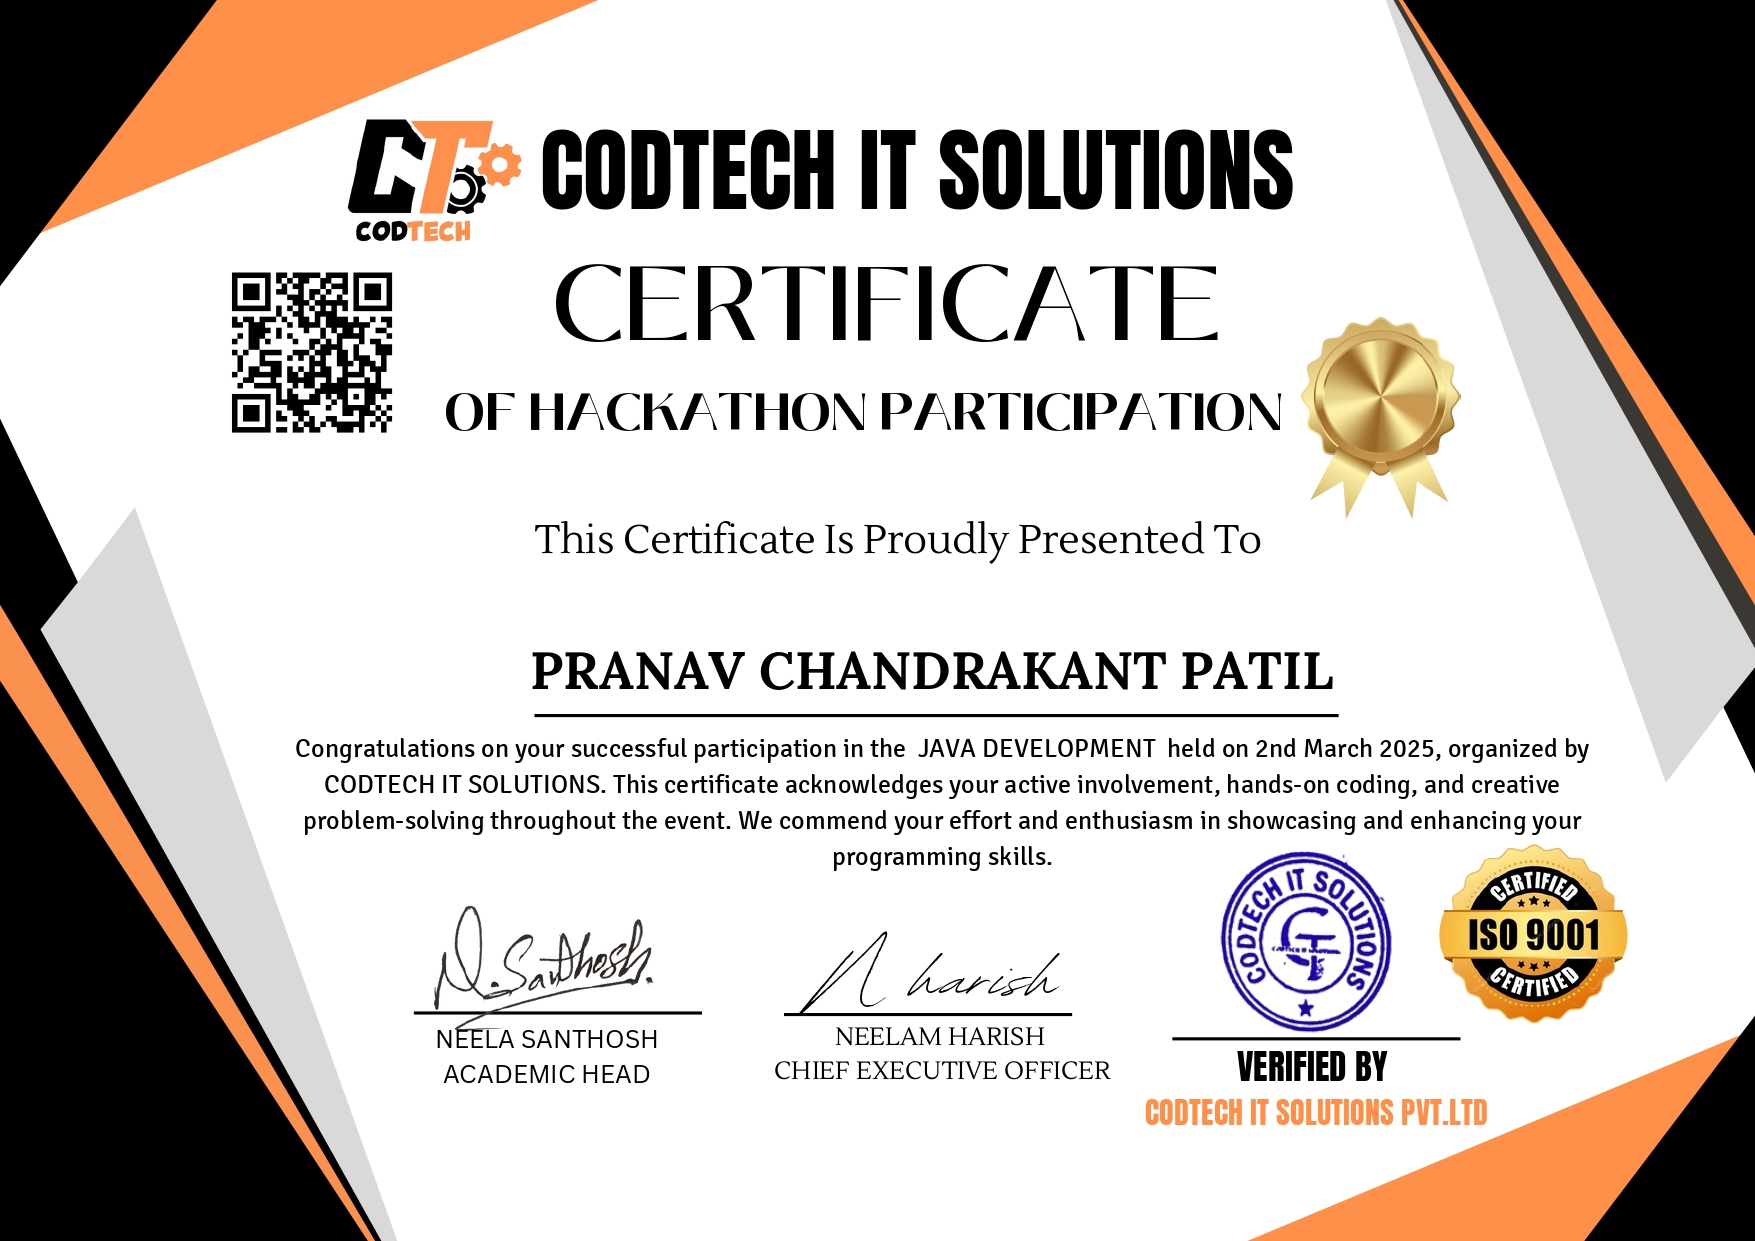 CT
CODTECH
CODTECH IT SOLUTIONS
CERTIFICATE
OF HACKATHON PARTICIPATION
This Certificate Is Proudly Presented To
PRANAV CHANDRAKANT PATIL
Congratulations on your successful participation in the JAVA DEVELOPMENT held on 2nd March 2025, organized by
CODTECH IT SOLUTIONS. This certificate acknowledges your active involvement, hands-on coding, and creative
problem-solving throughout the event. We commend your effort and enthusiasm in showcasing and enhancing your
programming skills.
N. Santhosh.
NEELA SANTHOSH
ACADEMIC HEAD
N harish
NEELAM HARISH
CHIEF EXECUTIVE OFFICER
CODTECH IT SOLUTIONS
CT
VERIFIED BY
CODTECH IT SOLUTIONS PVT.LTD
CERTIFIED
ISO 9001
CERTIFIED